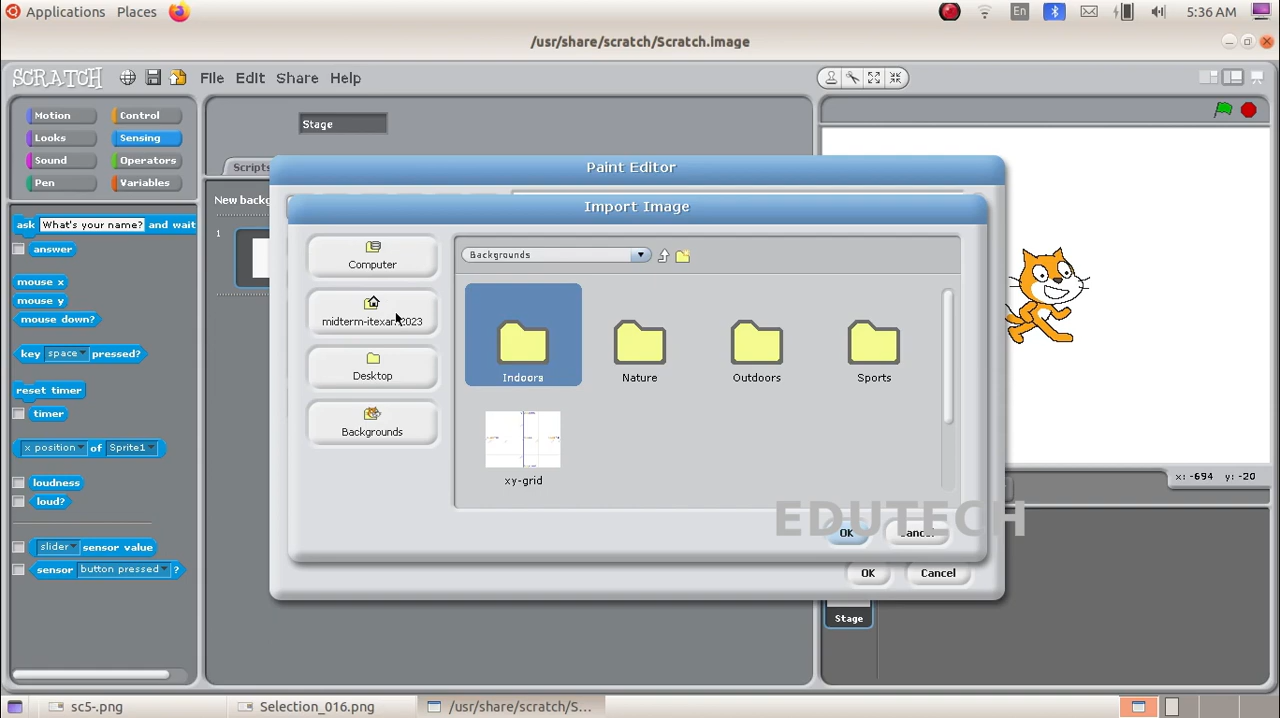 Applications Places En 5:36 AM
/usr/share/scratch/Scratch.image
SCRATCH File Edit Share Help
Motion Control
Looks Sensing
Sound Operators
Pen Variables
Stage
Scripts
New backg
1
ask What's your name? and wait
answer
mouse x
mouse y
mouse down?
key space pressed?
reset timer
timer
x position of Sprite1
loudness
loud?
slider sensor value
sensor button pressed ?
Paint Editor
Import Image
Computer
Desktop
Backgrounds
Backgrounds
Indoors Nature Outdoors Sports
xy-grid
OK Cancel
EDUTECH
OK Cancel
x: -694 y: -20
Stage
sc5-.png Selection_016.png /usr/share/scratch/S...